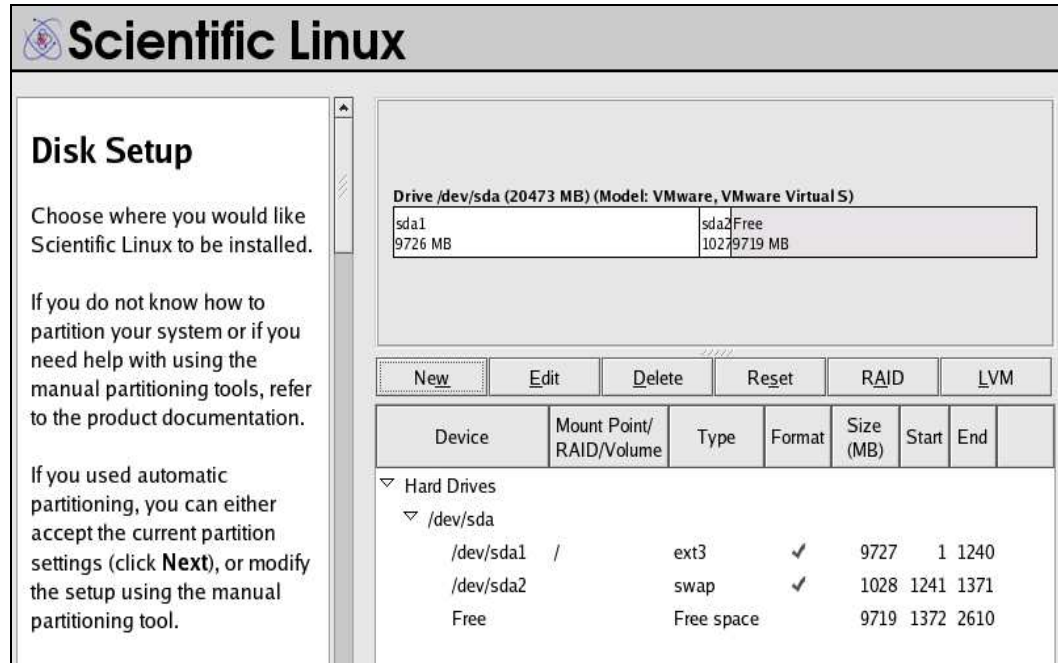 Scientific Linux
Disk Setup
Choose where you would like
Scientific Linux to be installed.
If you do not know how to
partition your system or if you
need help with using the
manual partitioning tools, refer
to the product documentation.
If you used automatic
partitioning, you can either
accept the current partition
settings (click Next), or modify
the setup using the manual
partitioning tool.
Drive /dev/sda (20473 MB) (Model: VMware, VMware Virtual S)
sda1 sda2 Free
9726 MB 1027 9719 MB
New Edit Delete Reset RAID LVM
Device Mount Point/ RAID/Volume Type Format Size (MB) Start End
Hard Drives
/dev/sda
/dev/sda1 / ext3 9727 1 1240
/dev/sda2 swap 1028 1241 1371
Free Free space 9719 1372 2610